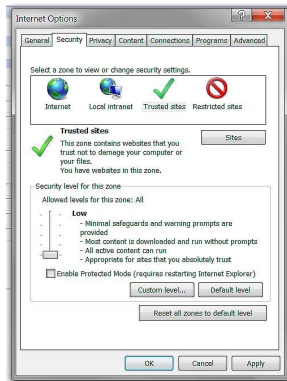 Internet Options
General Security Privacy Content Connections Programs Advanced
Select a zone to view or change security settings.
Internet Local intranet Trusted sites Restricted sites
Trusted sites
Sites
This zone contains websites that you
trust not to damage your computer or
your files.
You have websites in this zone.
Security level for this zone
Allowed levels for this zone: All
Low
- Minimal safeguards and warning prompts are
provided
- Most content is downloaded and run without prompts
- All active content can run
- Appropriate for sites that you absolutely trust
Enable Protected Mode (requires restarting Internet Explorer)
Custom level... Default level
Reset all zones to default level
OK Cancel Apply